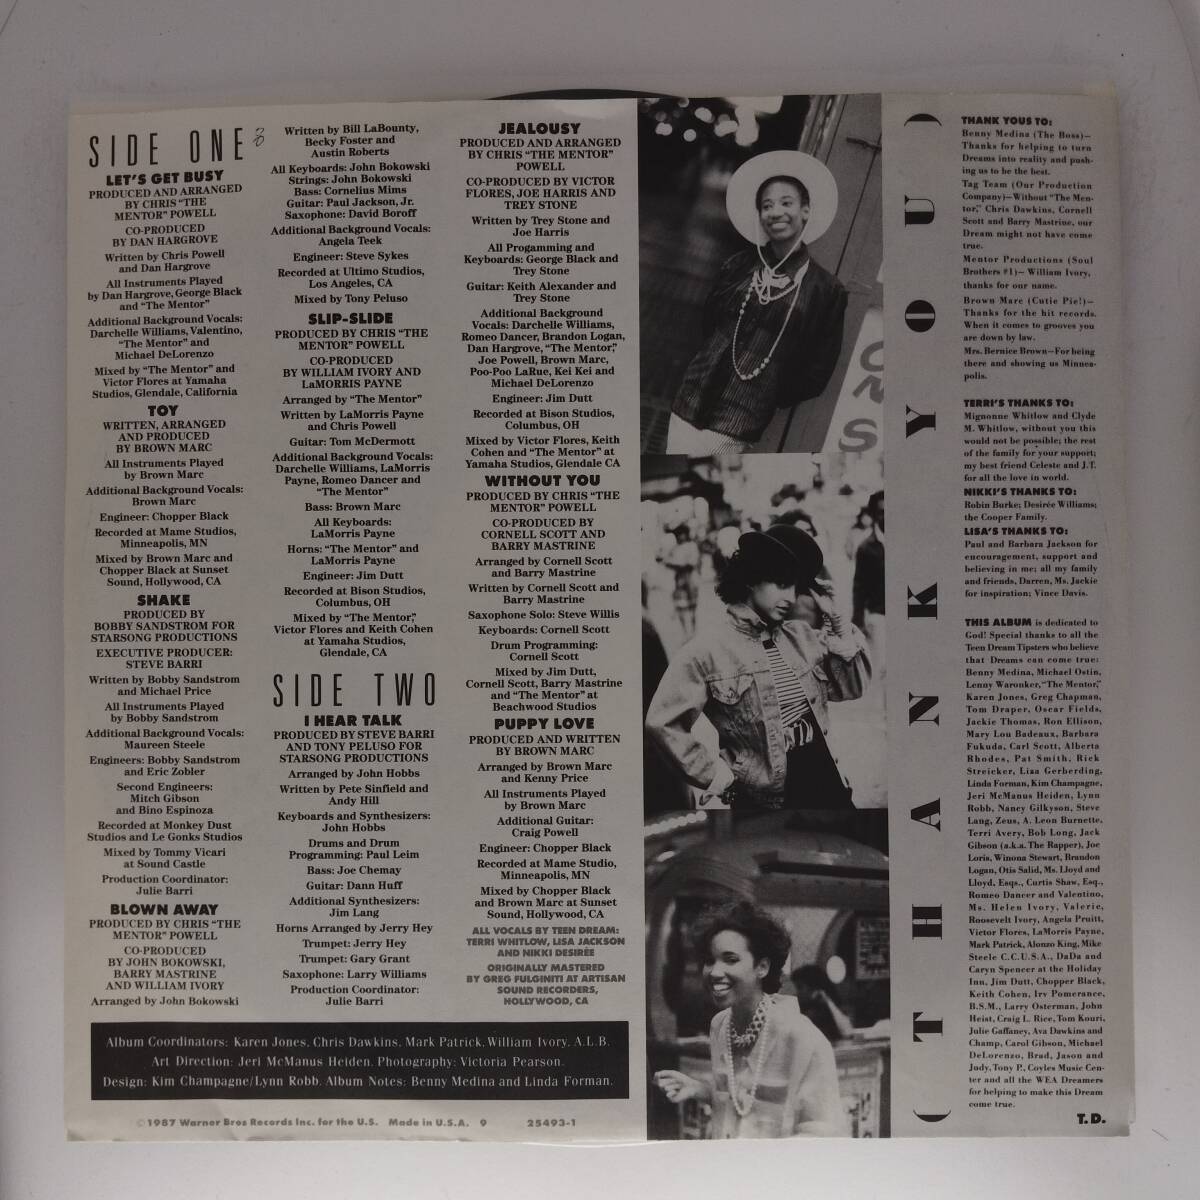 SIDE ONE
LET'S GET BUSY
PRODUCED AND ARRANGED
BY CHRIS "THE
MENTOR" POWELL
CO-PRODUCED
BY DAN HARGROVE
Written by Chris Powell
and Dan Hargrove
All Instruments Played
by Dan Hargrove, George Black
and "The Mentor"
Additional Background Vocals:
Darchelle Williams, Valentino,
"The Mentor" and
Michael DeLorenzo
Mixed by "The Mentor" and
Victor Flores at Yamaha
Studios, Glendale, California
TOY
WRITTEN, ARRANGED
AND PRODUCED
BY BROWN MARC
All Instruments Played
by Brown Marc
Additional Background Vocals:
Brown Marc
Engineer: Chopper Black
Recorded at Mame Studios,
Minneapolis, MN
Mixed by Brown Marc and
Chopper Black at Sunset
Sound, Hollywood, CA
SHAKE
PRODUCED BY
BOBBY SANDSTROM FOR
STARSONG PRODUCTIONS
EXECUTIVE PRODUCER:
STEVE BARRI
Written by Bobby Sandstrom
and Michael Price
All Instruments Played
by Bobby Sandstrom
Additional Background Vocals:
Maureen Steele
Engineers: Bobby Sandstrom
and Eric Zobler
Second Engineers:
Mitch Gibson
and Bino Espinoza
Recorded at Monkey Dust
Studios and Le Gonks Studios
Mixed by Tommy Vicari
at Sound Castle
Production Coordinator:
Julie Barri
BLOWN AWAY
PRODUCED BY CHRIS "THE
MENTOR" POWELL
CO-PRODUCED
BY JOHN BOKOWSKI,
BARRY MASTRINE
AND WILLIAM IVORY
Arranged by John Bokowski
Written by Bill LaBounty,
Becky Foster and
Austin Roberts
All Keyboards: John Bokowski
Strings: John Bokowski
Bass: Cornelius Mims
Guitar: Paul Jackson, Jr.
Saxophone: David Boroff
Additional Background Vocals:
Angela Teek
Engineer: Steve Sykes
Recorded at Ultimo Studios,
Los Angeles, CA
Mixed by Tony Peluso
SLIP-SLIDE
PRODUCED BY CHRIS "THE
MENTOR" POWELL
CO-PRODUCED
BY WILLIAM IVORY AND
LaMORRIS PAYNE
Arranged by "The Mentor"
Written by LaMorris Payne
and Chris Powell
Guitar: Tom McDermott
Additional Background Vocals:
Darchelle Williams, LaMorris
Payne, Romeo Dancer and
"The Mentor"
Bass: Brown Marc
All Keyboards:
LaMorris Payne
Horns: "The Mentor" and
LaMorris Payne
Engineer: Jim Dutt
Recorded at Bison Studios,
Columbus, OH
Mixed by "The Mentor,"
Victor Flores and Keith Cohen
at Yamaha Studios,
Glendale, CA
SIDE TWO
I HEAR TALK
PRODUCED BY STEVE BARRI
AND TONY PELUSO FOR
STARSONG PRODUCTIONS
Arranged by John Hobbs
Written by Pete Sinfield and
Andy Hill
Keyboards and Synthesizers:
John Hobbs
Drums and Drum
Programming: Paul Leim
Bass: Joe Chemay
Guitar: Dann Huff
Additional Synthesizers:
Jim Lang
Horns Arranged by Jerry Hey
Trumpet: Jerry Hey
Trumpet: Gary Grant
Saxophone: Larry Williams
Production Coordinator:
Julie Barri
JEALOUSY
PRODUCED AND ARRANGED
BY CHRIS "THE MENTOR"
POWELL
CO-PRODUCED BY VICTOR
FLORES, JOE HARRIS AND
TREY STONE
Written by Trey Stone and
Joe Harris
All Progamming and
Keyboards: George Black and
Trey Stone
Guitar: Keith Alexander and
Trey Stone
Additional Background
Vocals: Darchelle Williams,
Romeo Dancer, Brandon Logan,
Dan Hargrove, "The Mentor,"
Joe Powell, Brown Marc,
Poo-Poo LaRue, Kei Kei and
Michael DeLorenzo
Engineer: Jim Dutt
Recorded at Bison Studios,
Columbus, OH
Mixed by Victor Flores, Keith
Cohen and "The Mentor" at
Yamaha Studios, Glendale CA
WITHOUT YOU
PRODUCED BY CHRIS "THE
MENTOR" POWELL
CO-PRODUCED BY
CORNELL SCOTT AND
BARRY MASTRINE
Arranged by Cornell Scott
and Barry Mastrine
Written by Cornell Scott and
Barry Mastrine
Saxophone Solo: Steve Willis
Keyboards: Cornell Scott
Drum Programming:
Cornell Scott
Mixed by Jim Dutt,
Cornell Scott, Barry Mastrine
and "The Mentor" at
Beachwood Studios
PUPPY LOVE
PRODUCED AND WRITTEN
BY BROWN MARC
Arranged by Brown Marc
and Kenny Price
All Instruments Played
by Brown Marc
Additional Guitar:
Craig Powell
Engineer: Chopper Black
Recorded at Mame Studio,
Minneapolis, MN
Mixed by Chopper Black
and Brown Marc at Sunset
Sound, Hollywood, CA
ALL VOCALS BY TEEN DREAM:
TERRI WHITLOW, LISA JACKSON
AND NIKKI DESIRÉE
ORIGINALLY MASTERED
BY GREG FULGINITI AT ARTISAN
SOUND RECORDERS,
HOLLYWOOD, CA
Album Coordinators: Karen Jones, Chris Dawkins, Mark Patrick, William Ivory, A.L.B.
Art Direction: Jeri McManus Heiden. Photography: Victoria Pearson.
Design: Kim Champagne/Lynn Robb. Album Notes: Benny Medina and Linda Forman.
©1987 Warner Bros Records Inc. for the U.S. Made in U.S.A. 9 25493-1
(THANKYOU)
THANK YOUS TO:
Benny Medina (The Boss)—
Thanks for helping to turn
Dreams into reality and push-
ing us to be the best.
Tag Team (Our Production
Company)—Without "The Men-
tor," Chris Dawkins, Cornell
Scott and Barry Mastrine, our
Dream might not have come
true.
Mentor Productions (Soul
Brothers #1)— William Ivory,
thanks for our name.
Brown Marc (Cutie Pie!)—
Thanks for the hit records.
When it comes to grooves you
are down by law.
Mrs. Bernice Brown—For being
there and showing us Minnea-
polis.
TERRI'S THANKS TO:
Mignonne Whitlow and Clyde
M. Whitlow, without you this
would not be possible; the rest
of the family for your support;
my best friend Celeste and J.T.
for all the love in world.
NIKKI'S THANKS TO:
Robin Burke; Desirée Williams;
the Cooper Family.
LISA'S THANKS TO:
Paul and Barbara Jackson for
encouragement, support and
believing in me; all my family
and friends, Darren, Ms. Jackie
for inspiration; Vince Davis.
THIS ALBUM is dedicated to
God! Special thanks to all the
Teen Dream Tipsters who believe
that Dreams can come true:
Benny Medina, Michael Ostin,
Lenny Waronker, "The Mentor,"
Karen Jones, Greg Chapman,
Tom Draper, Oscar Fields,
Jackie Thomas, Ron Ellison,
Mary Lou Badeaux, Barbara
Fukuda, Carl Scott, Alberta
Rhodes, Pat Smith, Rick
Streieker, Liza Gerberding,
Linda Forman, Kim Champagne,
Jeri McManus Heiden, Lynn
Robb, Nancy Gilkyson, Steve
Lang, Zeus, A. Leon Burnette,
Terri Avery, Bob Long, Jack
Gibson (a.k.a. The Rapper), Joe
Loris, Winona Stewart, Brandon
Logan, Otis Salid, Ms. Lloyd and
Lloyd, Esqs., Curtis Shaw, Esq.,
Romeo Dancer and Valentino,
Ms. Helen Ivory, Valerie,
Roosevelt Ivory, Angela Pruitt,
Victor Flores, LaMorris Payne,
Mark Patrick, Alonzo King, Mike
Steele C.C.U.S.A., DaDa and
Caryn Spencer at the Holiday
Inn, Jim Dutt, Chopper Black,
Keith Cohen, Irv Pomerance,
B.S.M., Larry Osterman, John
Heist, Craig L. Rice, Tom Kouri,
Julie Gaffaney, Ava Dawkins and
Champ, Carol Gibson, Michael
DeLorenzo, Brad, Jason and
Jody, Tony P., Coyles Music Cen-
ter and all the WEA Dreamers
for helping to make this Dream
come true.
T.D.